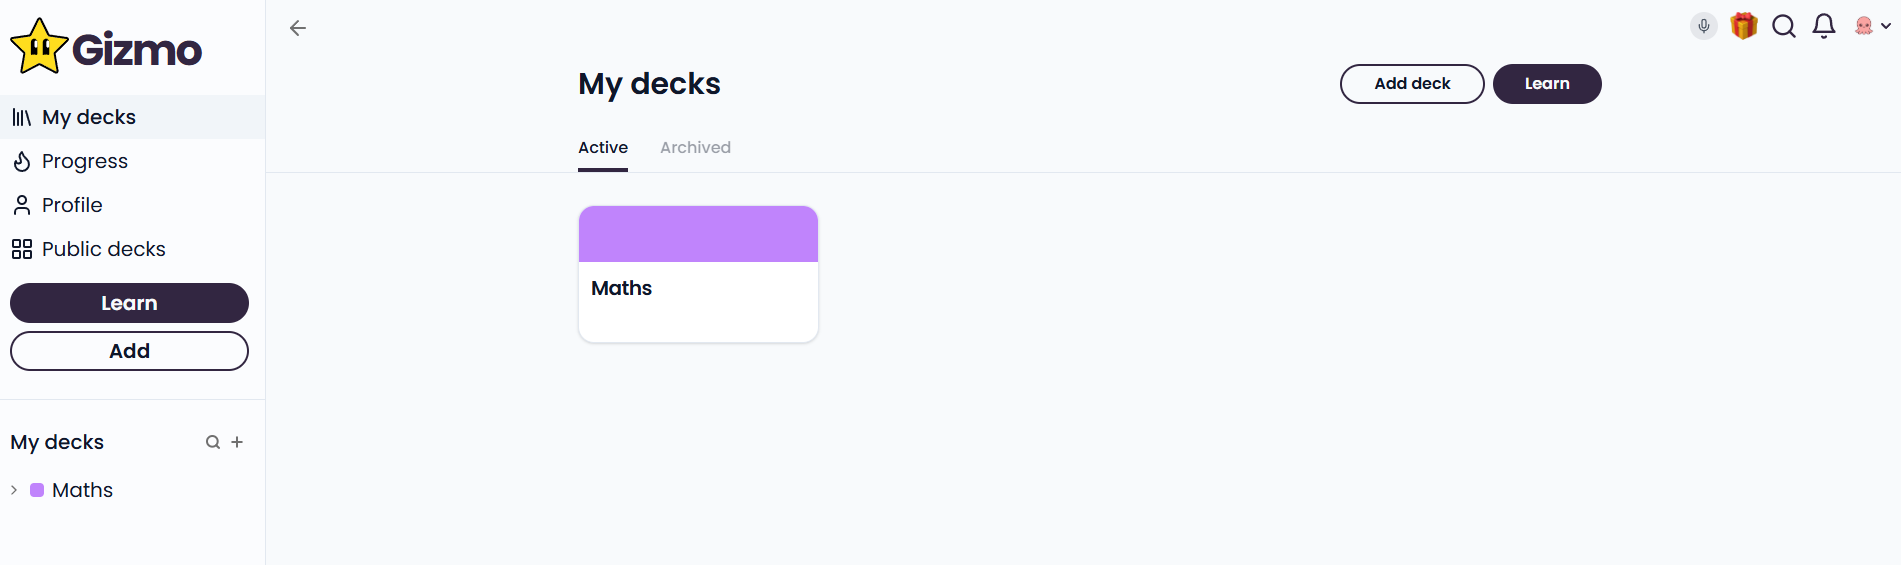 Gizmo
My decks
Progress
Profile
Public decks
Learn
Add
My decks
Maths
My decks
Add deck
Learn
Active
Archived
Maths